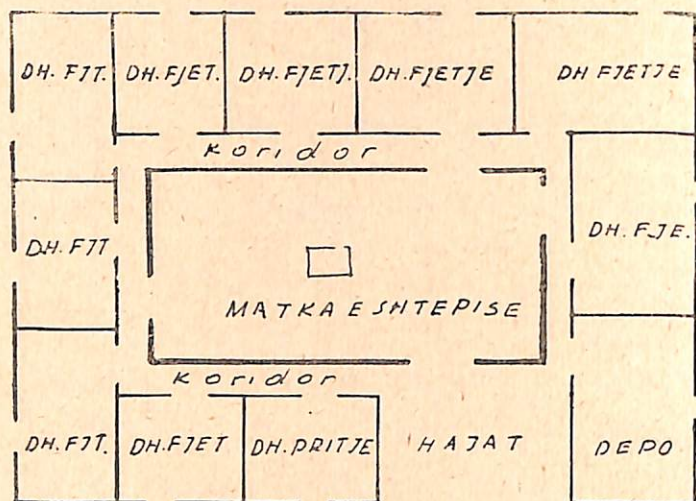 DH. FJT.
DH. FJET.
DH. FJETJ.
DH. FJETJE
DH FJETJE
koridor
DH. FJT
DH. FJE.
MATKA E SHTEPISE
koridor
DH. FJT.
DH. FJET
DH. PRITJE
HAJAT
DEPO